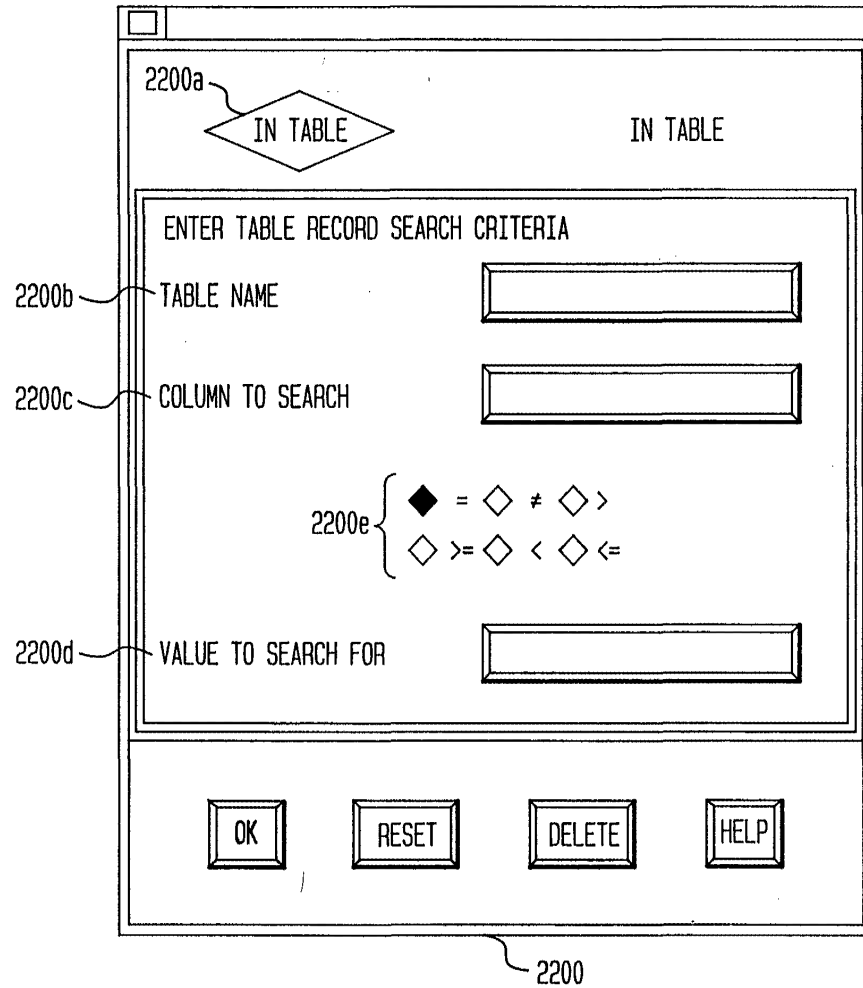 2200a
IN TABLE IN TABLE
ENTER TABLE RECORD SEARCH CRITERIA
2200b TABLE NAME
2200c COLUMN TO SEARCH
2200e = ≠ >
>= < <=
2200d VALUE TO SEARCH FOR
OK RESET DELETE HELP
2200